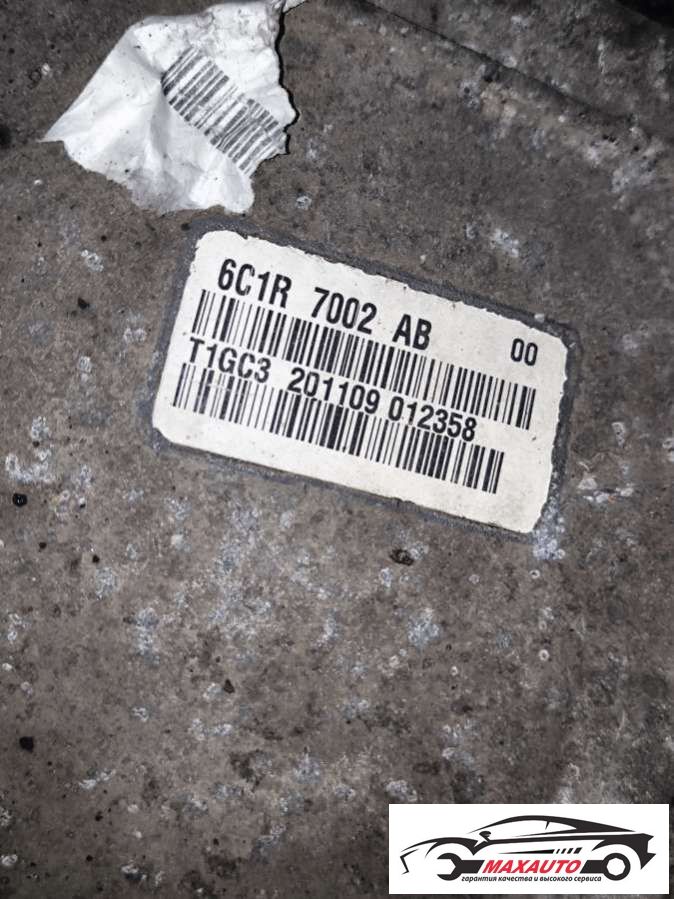 6C1R 7002 AB 00
T1GC3 201109 012358
MAXAUTO
гарантия качества и высокого сервиса